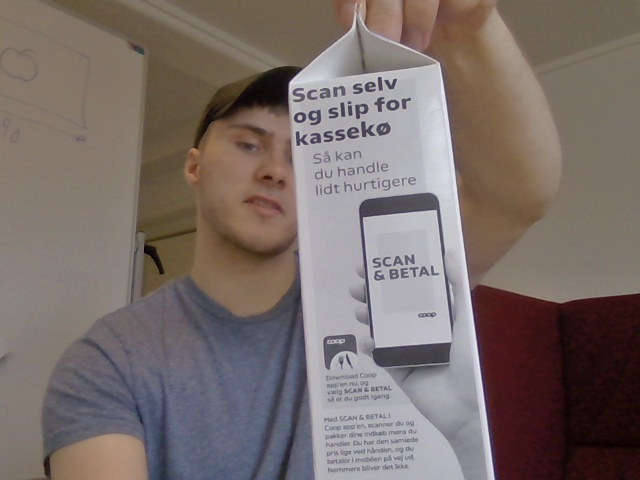 Scan selv
og slip for
kassekø
Så kan
du handle
lidt hurtigere
SCAN
& BETAL
coop
coop
Download Coop
app'en nu, og
vælg SCAN & BETAL
så er du godt igang
Med SCAN & BETAL i
Coop app'en, scanner du og
pakker dine indkøb mens du
handler. Du har den samlede
pris lige ved hånden, og du
betaler i mobilen på vej ud.
Nemmere bliver det ikke.